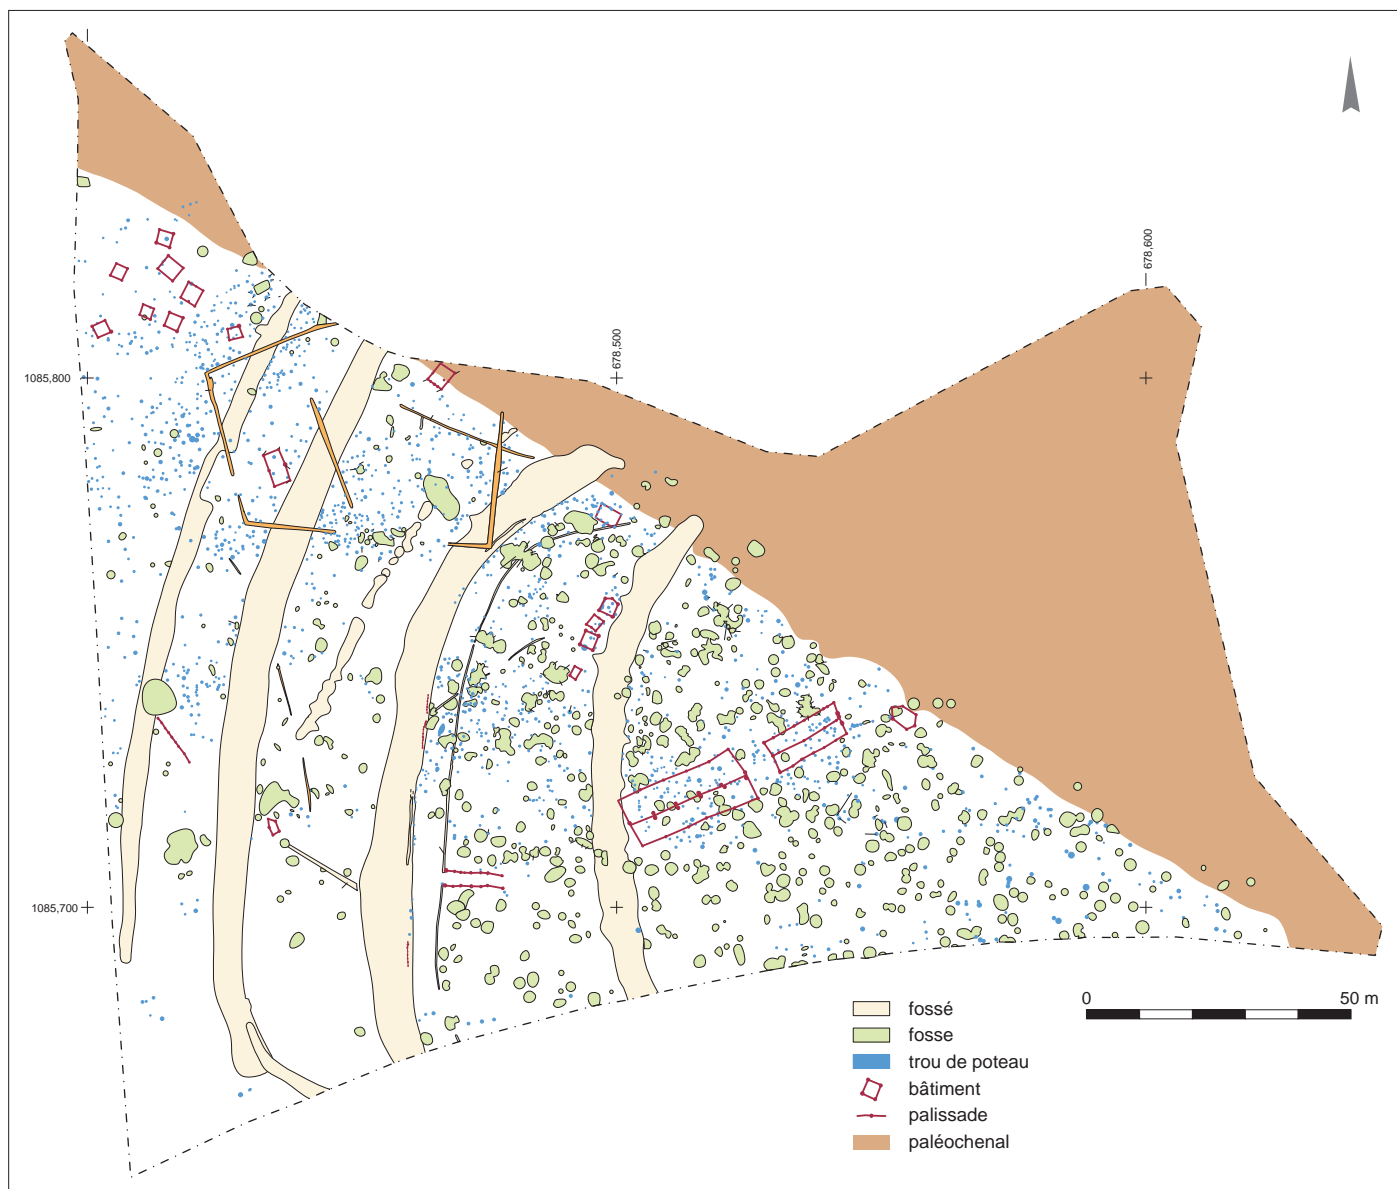 678,600
678,500
1085,800
1085,700
0 50 m
fossé
fosse
trou de poteau
bâtiment
palissade
paléochenal